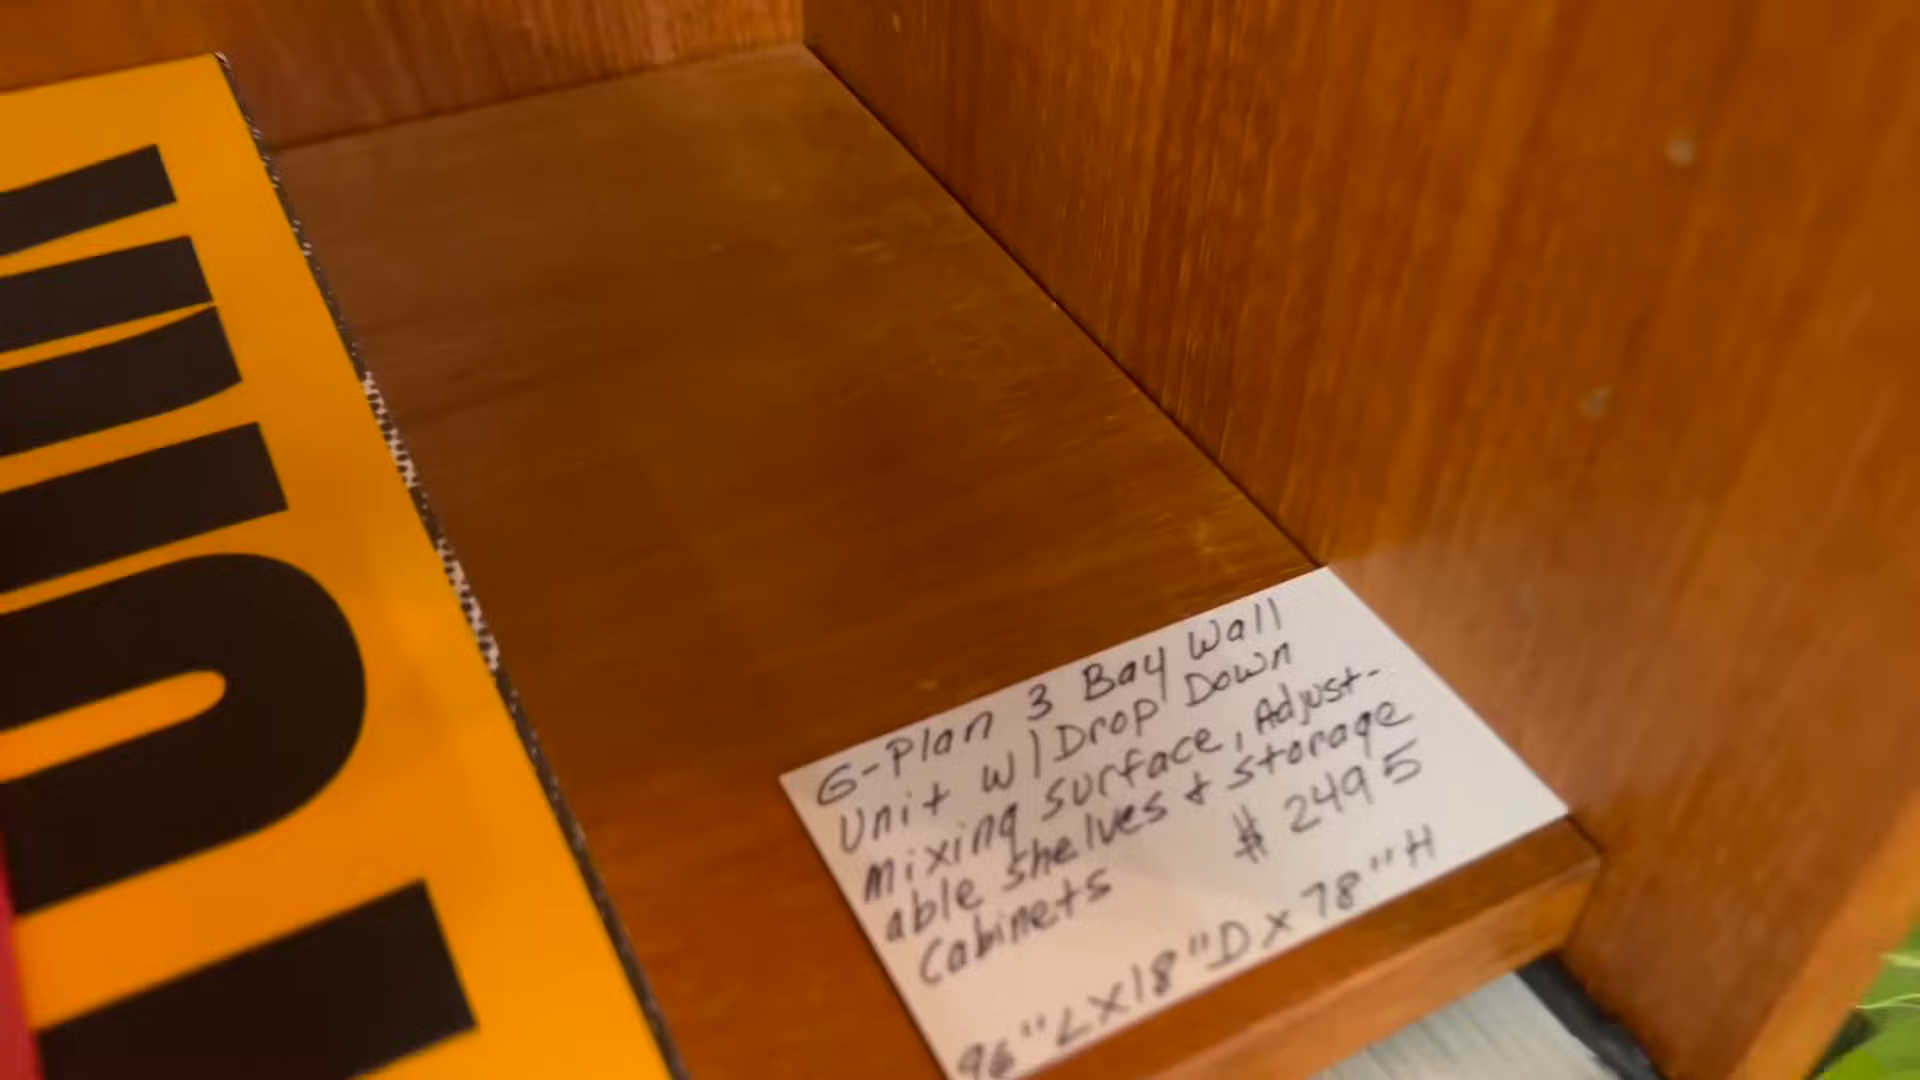 G-Plan 3 Bay Wall
Unit w/Drop Down
mixing surface, Adjust-
able shelves + storage
Cabinets
$ 2495
96"L X 18"D X 78"H